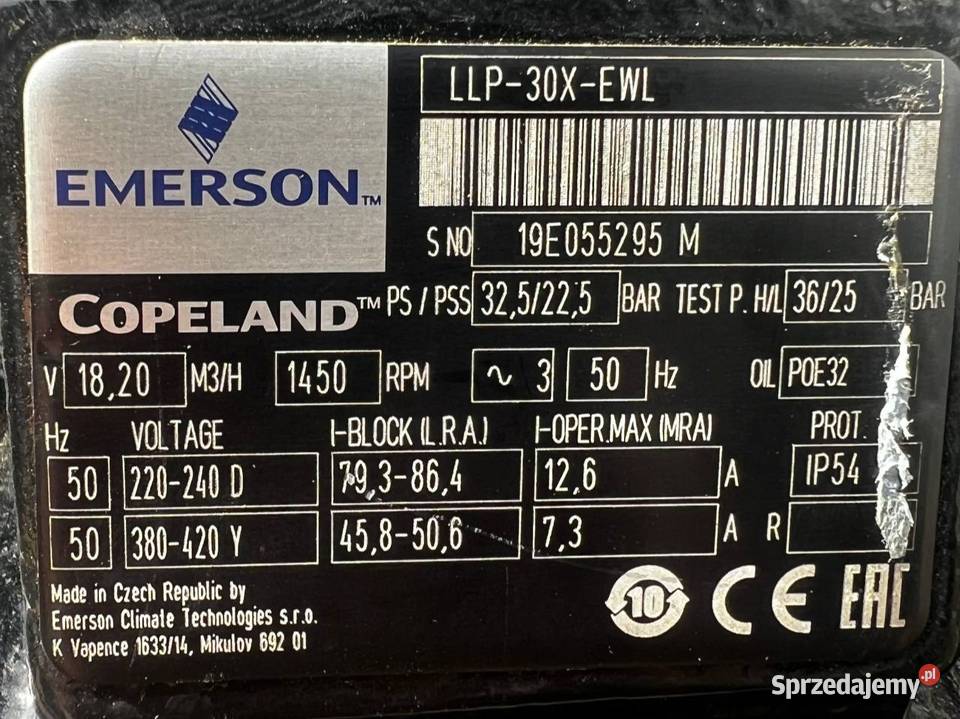 LLP-30X-EWL
EMERSON™
S NO 19E055295 M
COPELAND™ PS / PSS 32,5/22,5 BAR TEST P. H/L 36/25 BAR
V 18,20 M3/H 1450 RPM ~ 3 50 Hz OIL POE32
Hz VOLTAGE I-BLOCK (L.R.A.) I-OPER.MAX (MRA) PROT.
50 220-240 D 79,3-86,4 12,6 A IP54
50 380-420 Y 45,8-50,6 7,3 A R
Made in Czech Republic by
Emerson Climate Technologies s.r.o.
K Vapence 1633/14, Mikulov 692 01
10 CE EAC
Sprzedajemy.pl